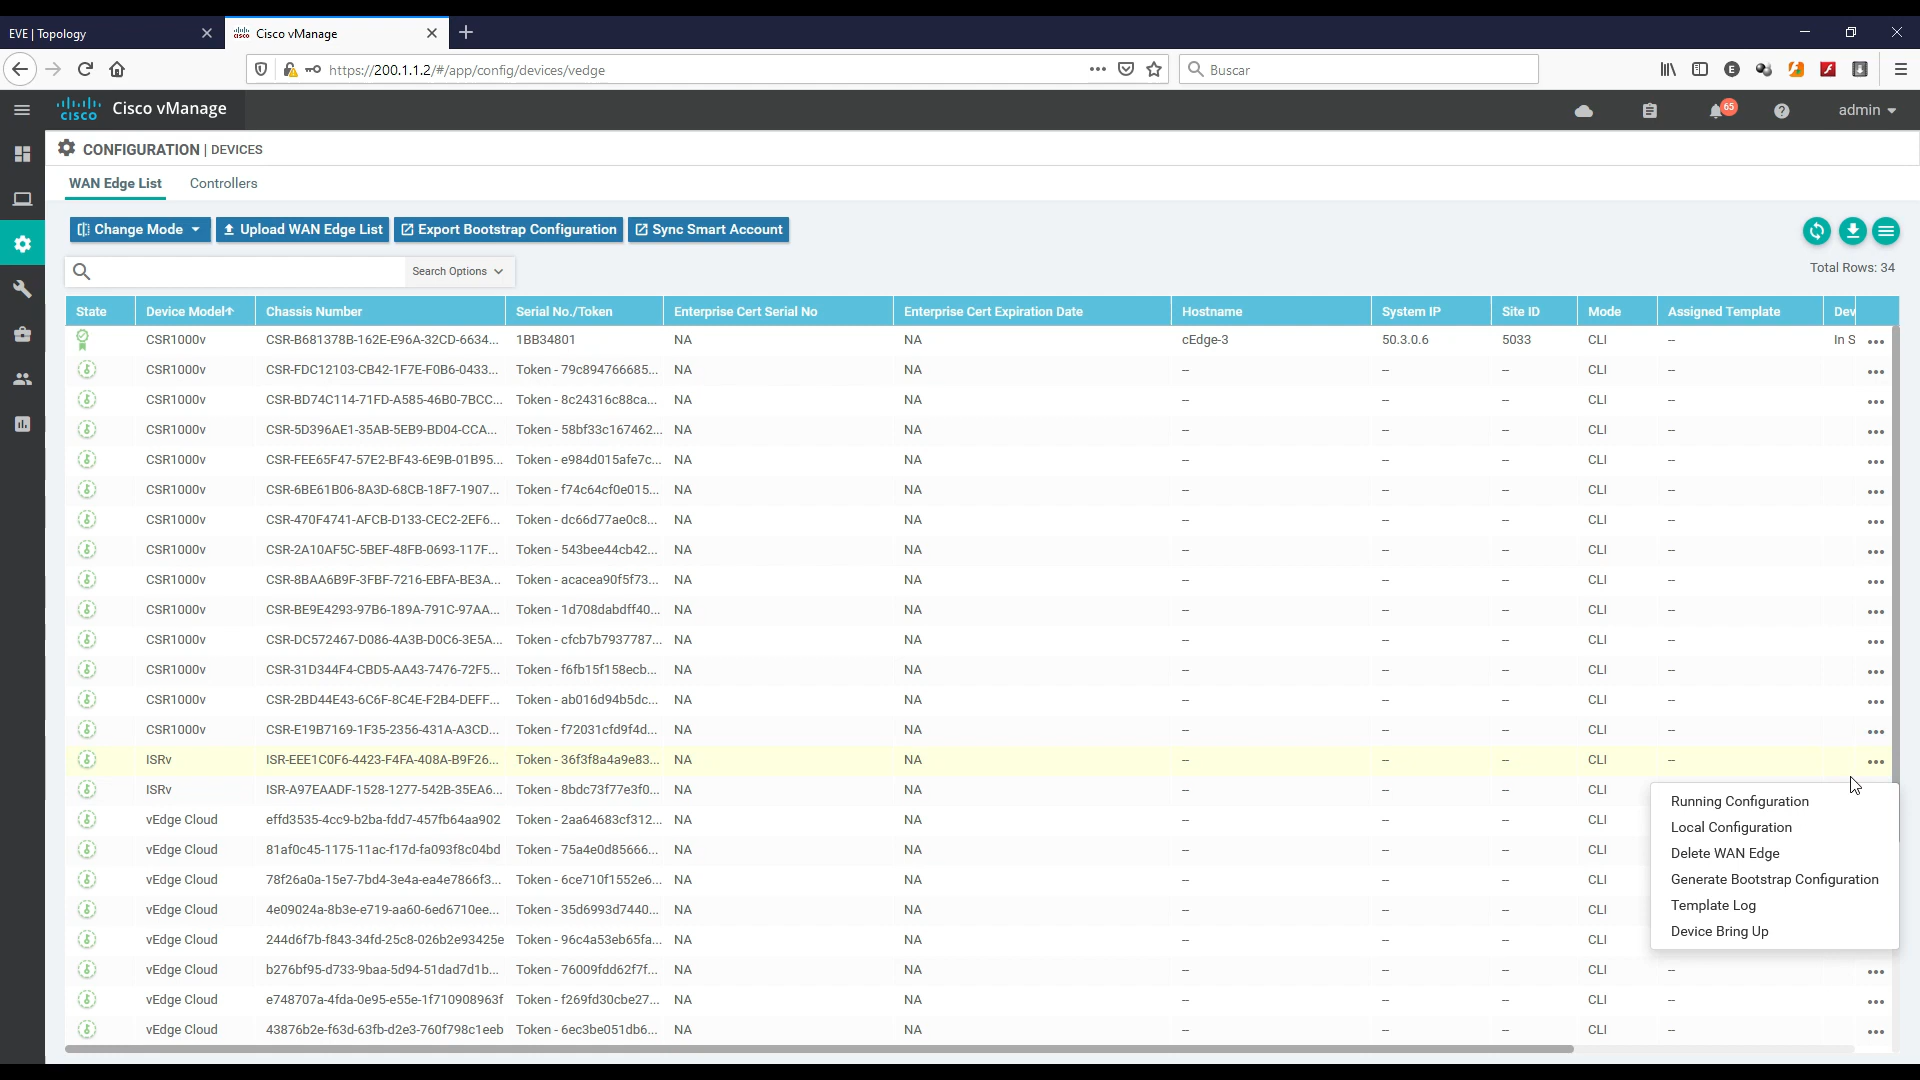 EVE | Topology
Cisco vManage
https://200.1.1.2/#/app/config/devices/vedge
Buscar
E
cisco Cisco vManage
65
admin
CONFIGURATION | DEVICES
WAN Edge List Controllers
Change Mode Upload WAN Edge List Export Bootstrap Configuration Sync Smart Account
Search Options
Total Rows: 34
State Device Model Chassis Number Serial No./Token Enterprise Cert Serial No Enterprise Cert Expiration Date Hostname System IP Site ID Mode Assigned Template Dev
CSR1000v CSR-B681378B-162E-E96A-32CD-6634... 1BB34801 NA NA cEdge-3 50.3.0.6 5033 CLI -- In S
CSR1000v CSR-FDC12103-CB42-1F7E-F0B6-0433... Token - 79c894766685... NA NA -- -- -- CLI --
CSR1000v CSR-BD74C114-71FD-A585-46B0-7BCC... Token - 8c24316c88ca... NA NA -- -- -- CLI --
CSR1000v CSR-5D396AE1-35AB-5EB9-BD04-CCA... Token - 58bf33c167462... NA NA -- -- -- CLI --
CSR1000v CSR-FEE65F47-57E2-BF43-6E9B-01B95... Token - e984d015afe7c... NA NA -- -- -- CLI --
CSR1000v CSR-6BE61B06-8A3D-68CB-18F7-1907... Token - f74c64cf0e015... NA NA -- -- -- CLI --
CSR1000v CSR-470F4741-AFCB-D133-CEC2-2EF6... Token - dc66d77ae0c8... NA NA -- -- -- CLI --
CSR1000v CSR-2A10AF5C-5BEF-48FB-0693-117F... Token - 543bee44cb42... NA NA -- -- -- CLI --
CSR1000v CSR-8BAA6B9F-3FBF-7216-EBFA-BE3A... Token - acacea90f5f73... NA NA -- -- -- CLI --
CSR1000v CSR-BE9E4293-97B6-189A-791C-97AA... Token - 1d708dabdff40... NA NA -- -- -- CLI --
CSR1000v CSR-DC572467-D086-4A3B-D0C6-3E5A... Token - cfcb7b7937787... NA NA -- -- -- CLI --
CSR1000v CSR-31D344F4-CBD5-AA43-7476-72F5... Token - f6fb15f158ecb... NA NA -- -- -- CLI --
CSR1000v CSR-2BD44E43-6C6F-8C4E-F2B4-DEFF... Token - ab016d94b5dc... NA NA -- -- -- CLI --
CSR1000v CSR-E19B7169-1F35-2356-431A-A3CD... Token - f72031cfd9f4d... NA NA -- -- -- CLI --
ISRv ISR-EEE1C0F6-4423-F4FA-408A-B9F26... Token - 36f3f8a4a9e83... NA NA -- -- -- CLI --
ISRv ISR-A97EAADF-1528-1277-542B-35EA6... Token - 8bdc73f77e3f0... NA NA -- -- -- CLI
vEdge Cloud effd3535-4cc9-b2ba-fdd7-457fb64aa902 Token - 2aa64683cf312... NA NA -- -- -- CLI
vEdge Cloud 81af0c45-1175-11ac-f17d-fa093f8c04bd Token - 75a4e0d85666... NA NA -- -- -- CLI
vEdge Cloud 78f26a0a-15e7-7bd4-3e4a-ea4e7866f3... Token - 6ce710f1552e6... NA NA -- -- -- CLI
vEdge Cloud 4e09024a-8b3e-e719-aa60-6ed6710ee... Token - 35d6993d7440... NA NA -- -- -- CLI
vEdge Cloud 244d6f7b-f843-34fd-25c8-026b2e93425e Token - 96c4a53eb65fa... NA NA -- -- -- CLI
vEdge Cloud b276bf95-d733-9baa-5d94-51dad7d1b... Token - 76009fdd62f7f... NA NA -- -- -- CLI --
vEdge Cloud e748707a-4fda-0e95-e55e-1f710908963f Token - f269fd30cbe27... NA NA -- -- -- CLI --
vEdge Cloud 43876b2e-f63d-63fb-d2e3-760f798c1eeb Token - 6ec3be051db6... NA NA -- -- -- CLI --
Running Configuration
Local Configuration
Delete WAN Edge
Generate Bootstrap Configuration
Template Log
Device Bring Up